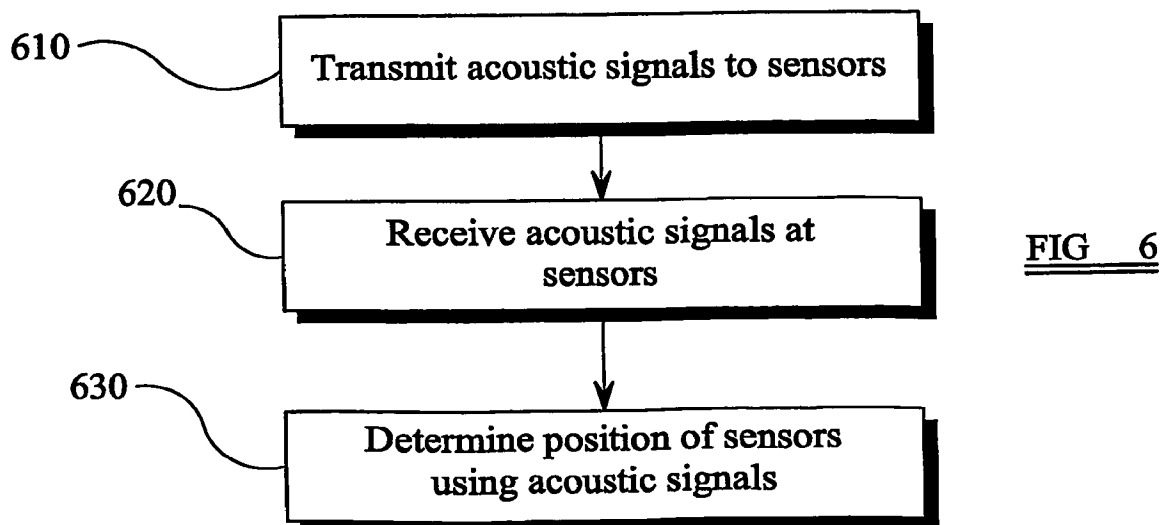 610
Transmit acoustic signals to sensors
620
Receive acoustic signals at
sensors
FIG 6
630
Determine position of sensors
using acoustic signals